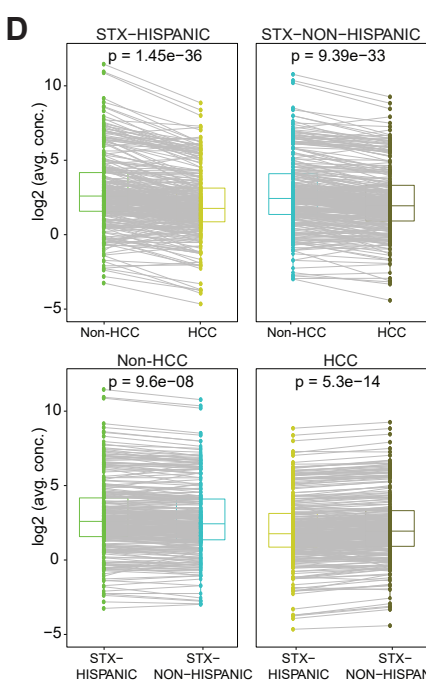 D
STX−HISPANIC STX−NON−HISPANIC
p = 1.45e−36 p = 9.39e−33
log2 (avg. conc.)
10
5
0
−5
Non-HCC HCC Non-HCC HCC
Non-HCC HCC
p = 9.6e−08 p = 5.3e−14
log2 (avg. conc.)
10
5
0
−5
STX− STX− STX− STX−
HISPANIC NON−HISPANIC HISPANIC NON−HISPANIC